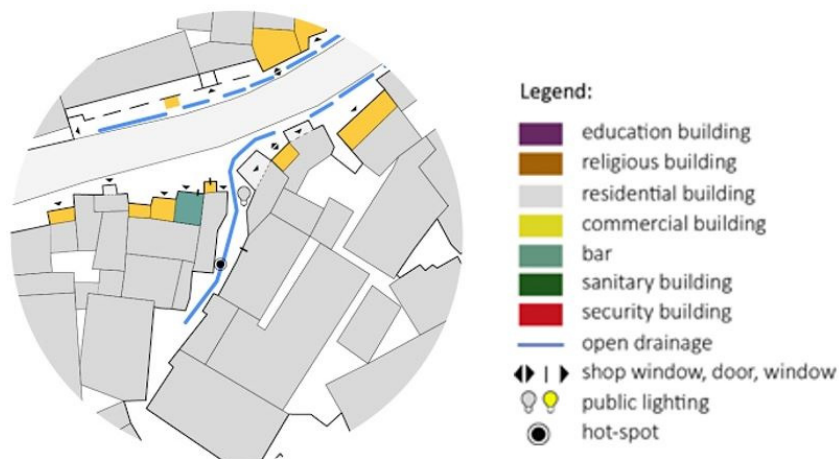 Legend:
education building
religious building
residential building
commercial building
bar
sanitary building
security building
open drainage
shop window, door, window
public lighting
hot-spot